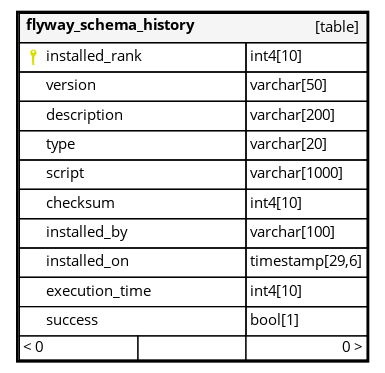 flyway_schema_history [table]
installed_rank int4[10]
version varchar[50]
description varchar[200]
type varchar[20]
script varchar[1000]
checksum int4[10]
installed_by varchar[100]
installed_on timestamp[29,6]
execution_time int4[10]
success bool[1]
< 0 0 >